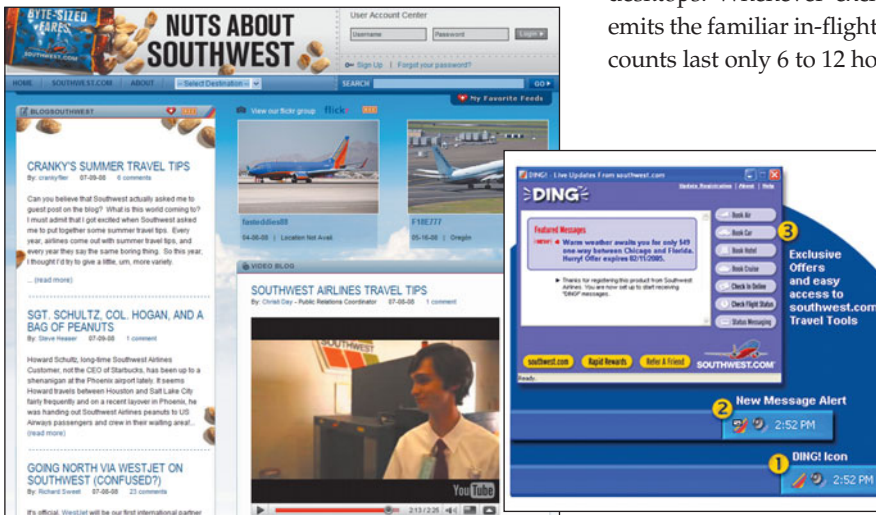 desktops. Whenever
emits the familiar in-flight
counts last only 6 to 12 ho
BYTE-SIZED
FARES
SOUTHWEST.COM
NUTS ABOUT
SOUTHWEST
User Account Center
Username
Password
Login
Sign Up | Forgot your password?
HOME SOUTHWEST.COM ABOUT -- Select Destination --
SEARCH
GO
My Favorite Feeds
BLOGSOUTHWEST
View our flickr group flickr
CRANKY'S SUMMER TRAVEL TIPS
By: crankyflier 07-09-08 6 comments
Can you believe that Southwest actually asked me to
guest post on the blog? What is this world coming to?
I must admit that I got excited when Southwest asked
me to put together some summer travel tips. Every
year, airlines come out with summer travel tips, and
every year they say the same boring thing. So this year,
I thought I'd try to give a little, um, more variety.
... (read more)
SGT. SCHULTZ, COL. HOGAN, AND A
BAG OF PEANUTS
By: Steve Heaser 07-09-08 1 comment
Howard Schultz, long-time Southwest Airlines
Customer, not the CEO of Starbucks, has been up to a
shenanigan at the Phoenix airport lately. It seems
Howard travels between Houston and Salt Lake City
fairly frequently and on a recent layover in Phoenix, he
was handing out Southwest Airlines peanuts to US
Airways passengers and crew in their waiting area!...
(read more)
GOING NORTH VIA WESTJET ON
SOUTHWEST (CONFUSED?)
By: Richard Sweet 07-08-08 23 comments
It's official. WestJet will be our first international partner
fasteddies88
04-06-08 | Location Not Avail
F18E777
05-16-08 | Oregon
VIDEO BLOG
SOUTHWEST AIRLINES TRAVEL TIPS
By: Christi Day - Public Relations Coordinator 07-08-08 1 comment
YouTube
2:13 / 2:25
DING! - Live Updates From southwest.com
DING!
Update Registration | About | Help
Featured Messages
Warm weather awaits you for only $49
one-way between Chicago and Florida.
Hurry! Offer expires 02/11/2005.
Thanks for registering this product from Southwest
Airlines. You are now set up to start receiving
"DING!" messages.
Book Air
Book Car
Book Hotel
Book Cruise
Check In Online
Check Flight Status
Status Messaging
southwest.com
Rapid Rewards
Refer A Friend
SOUTHWEST.COM
Ready.
3
Exclusive
Offers
and easy
access to
southwest.com
Travel Tools
New Message Alert
2
2:52 PM
DING! Icon
1
2:52 PM